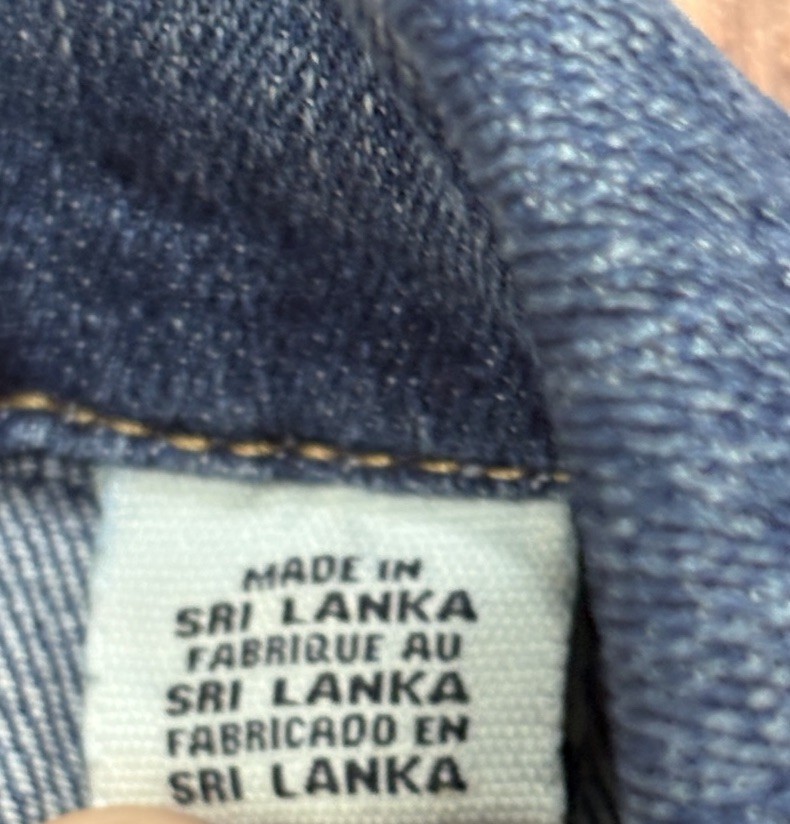 MADE IN
SRI LANKA
FABRIQUE AU
SRI LANKA
FABRICADO EN
SRI LANKA